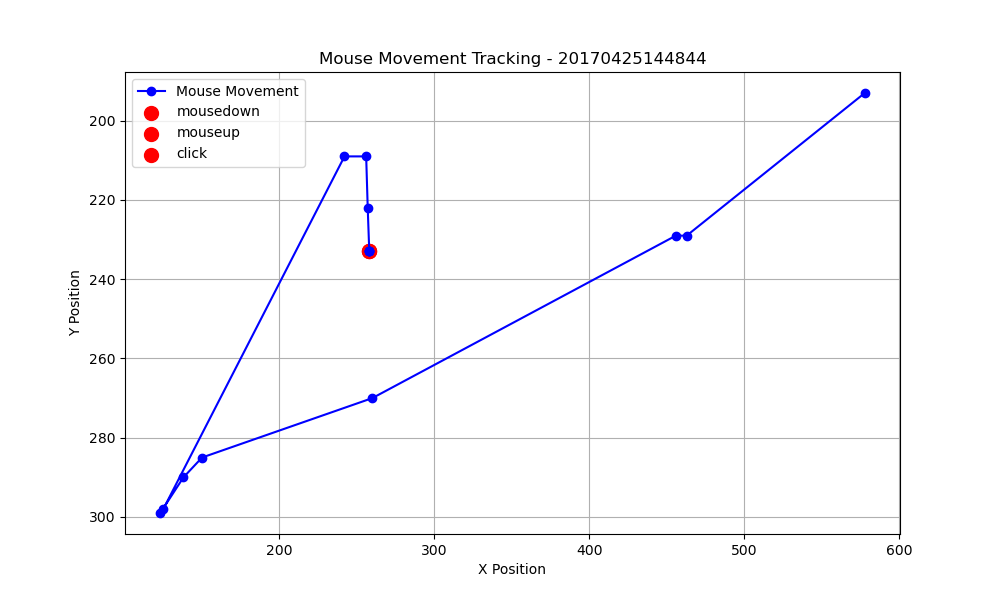 Mouse Movement Tracking - 20170425144844
Mouse Movement
mousedown
mouseup
click
Y Position
200
220
240
260
280
300
200 300 400 500 600
X Position